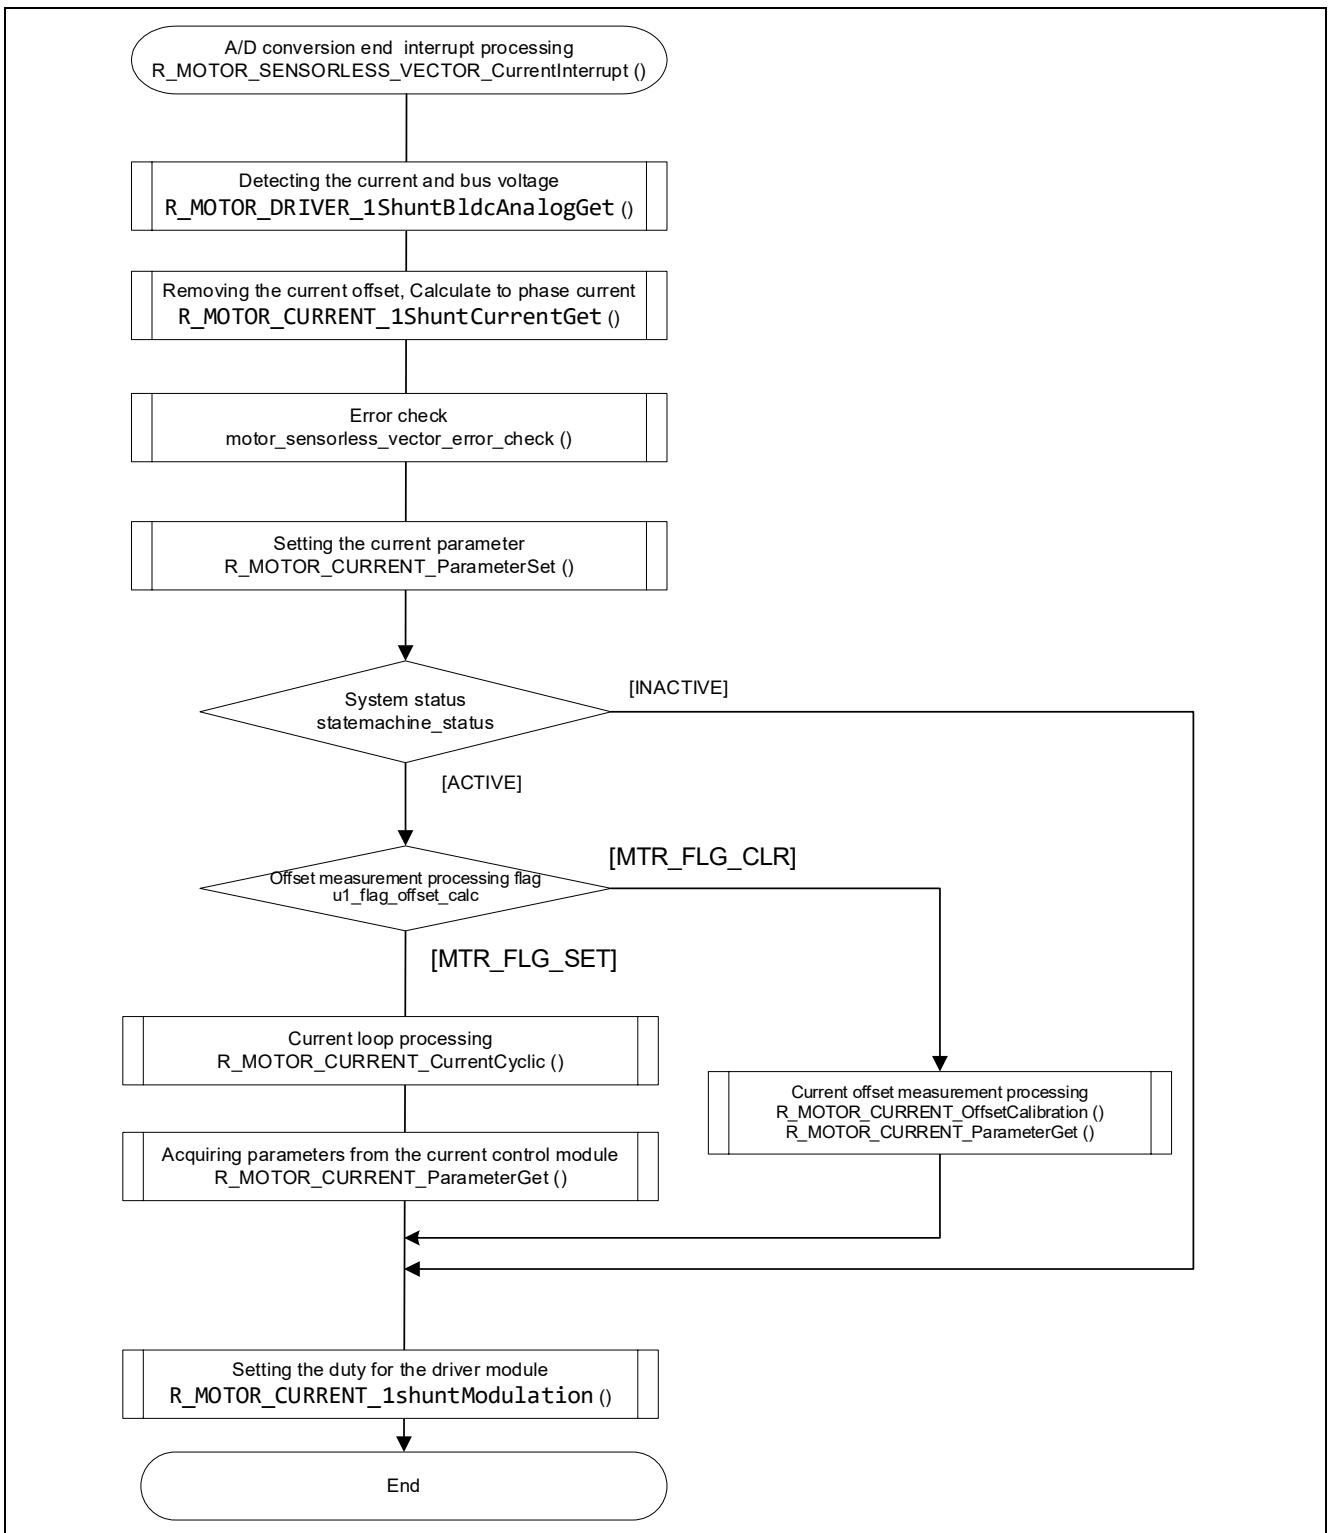 A/D conversion end interrupt processing
R_MOTOR_SENSORLESS_VECTOR_CurrentInterrupt ()
Detecting the current and bus voltage
R_MOTOR_DRIVER_1ShuntBldcAnalogGet ()
Removing the current offset, Calculate to phase current
R_MOTOR_CURRENT_1ShuntCurrentGet ()
Error check
motor_sensorless_vector_error_check ()
Setting the current parameter
R_MOTOR_CURRENT_ParameterSet ()
[INACTIVE]
System status
statemachine_status
[ACTIVE]
[MTR_FLG_CLR]
Offset measurement processing flag
u1_flag_offset_calc
[MTR_FLG_SET]
Current loop processing
R_MOTOR_CURRENT_CurrentCyclic ()
Current offset measurement processing
R_MOTOR_CURRENT_OffsetCalibration ()
R_MOTOR_CURRENT_ParameterGet ()
Acquiring parameters from the current control module
R_MOTOR_CURRENT_ParameterGet ()
Setting the duty for the driver module
R_MOTOR_CURRENT_1shuntModulation ()
End